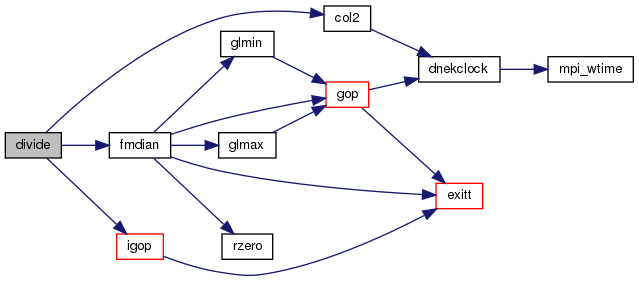 col2
glmin
dnekclock
mpi_wtime
gop
divide
fmdian
glmax
exitt
igop
rzero